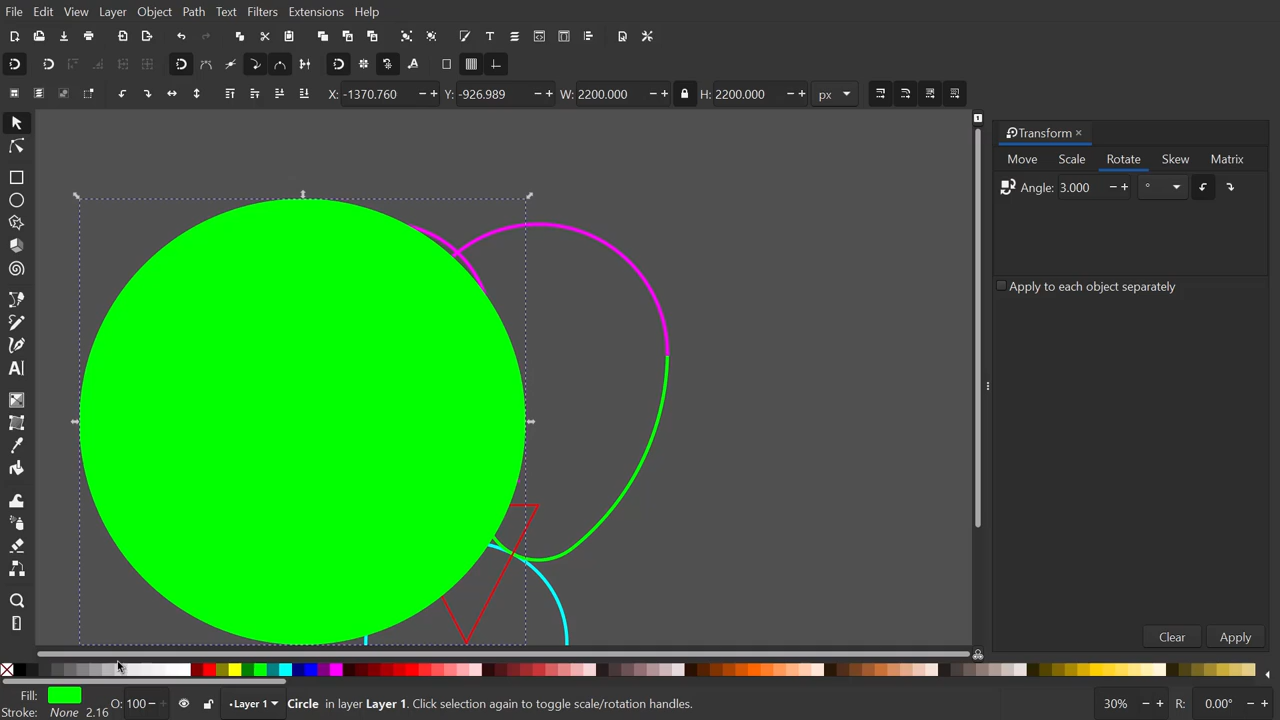 File Edit View Layer Object Path Text Filters Extensions Help
X: -1370.760 Y: -926.989 W: 2200.000 H: 2200.000 px
1
Transform
Move Scale Rotate Skew Matrix
Angle: 3.000 °
Apply to each object separately
Clear Apply
Fill:
Stroke: None 2.16
O: 100
Layer 1
Circle in layer Layer 1. Click selection again to toggle scale/rotation handles.
30% R: 0.00°